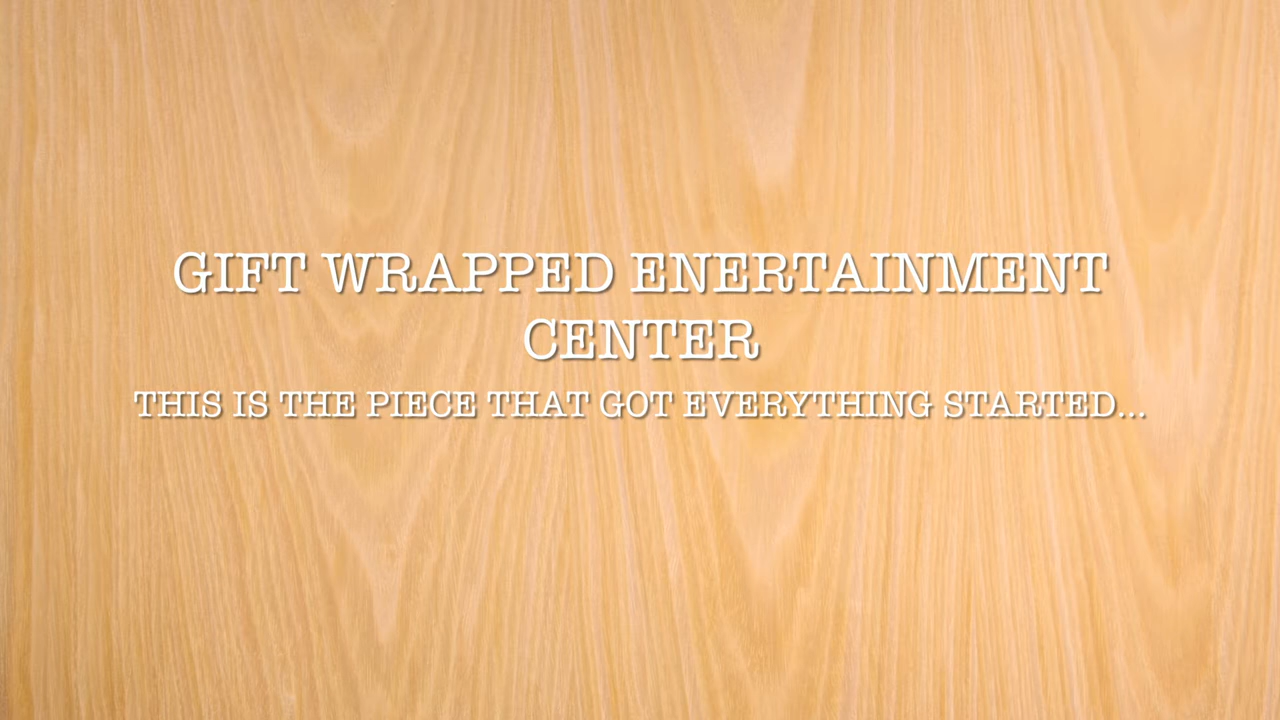 GIFT WRAPPED ENERTAINMENT
CENTER
THIS IS THE PIECE THAT GOT EVERYTHING STARTED...